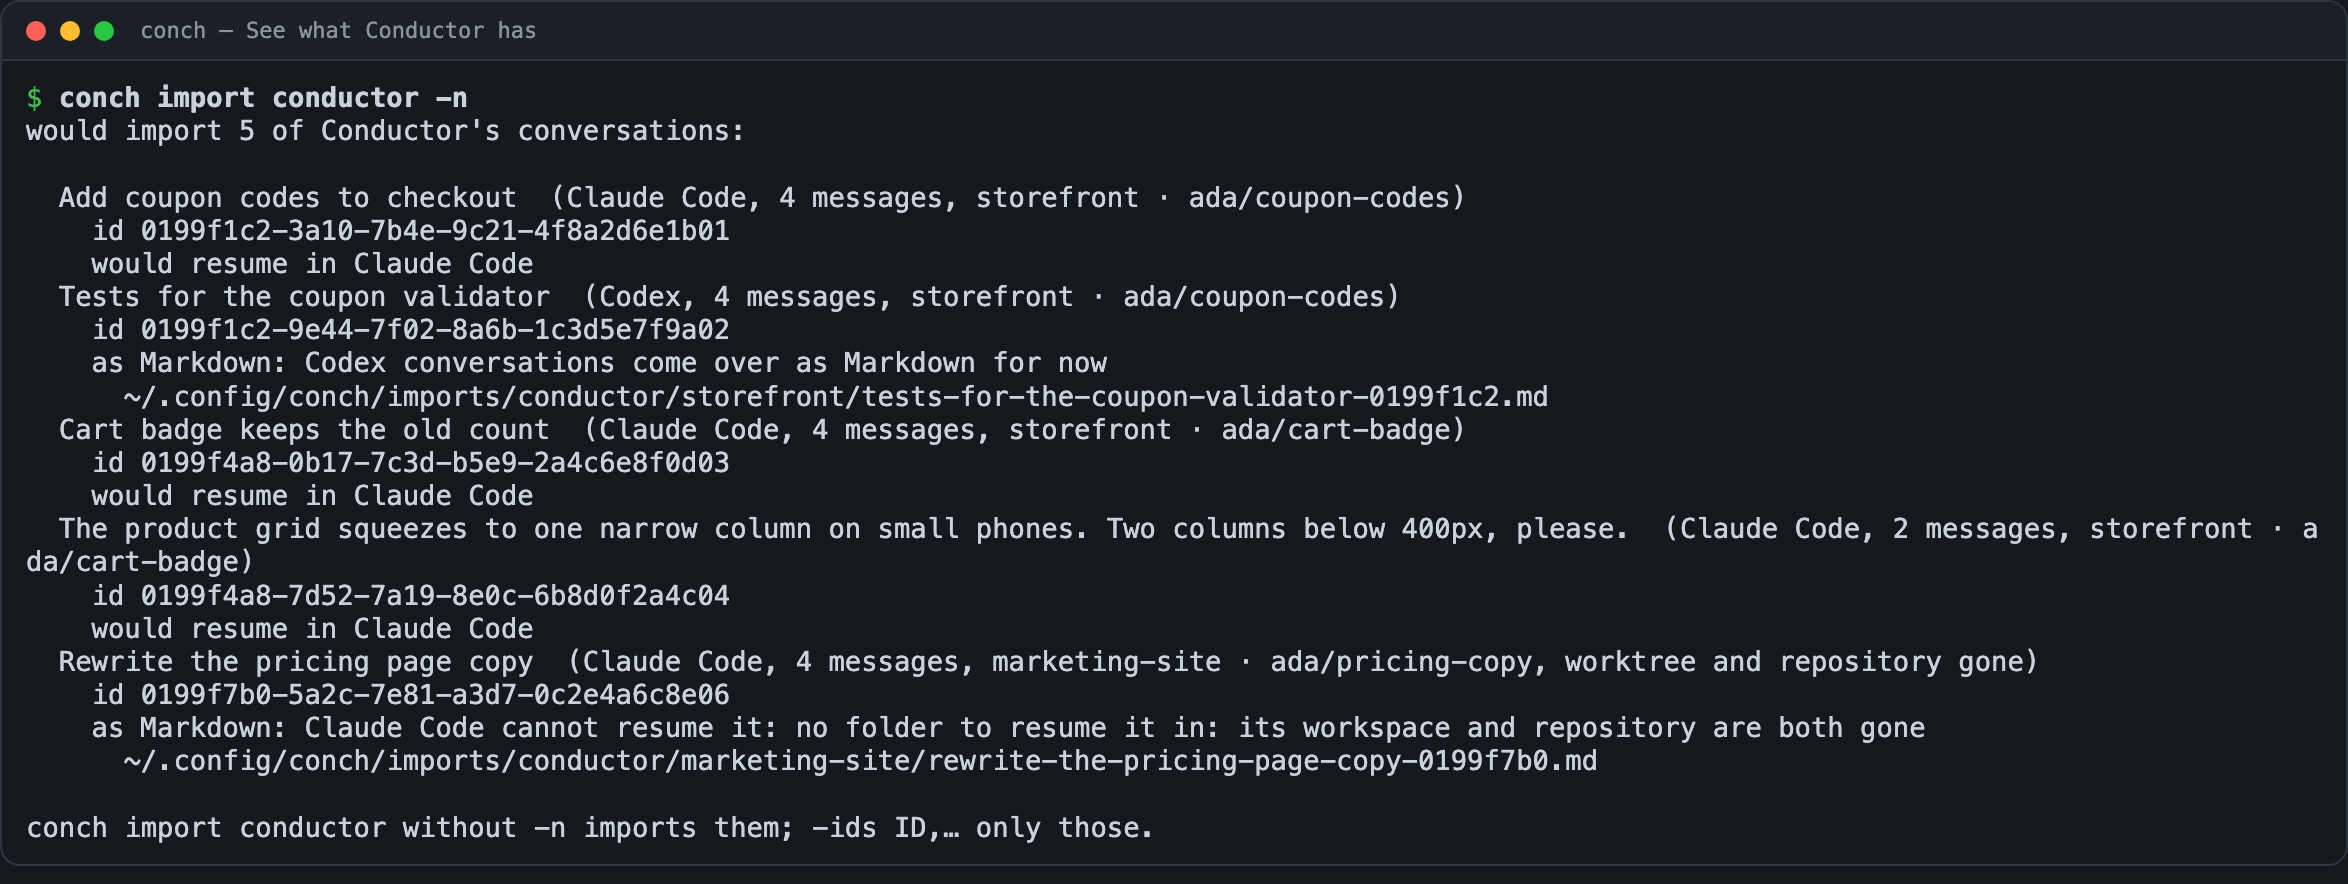 conch — See what Conductor has
$ conch import conductor -n
would import 5 of Conductor's conversations:
Add coupon codes to checkout  (Claude Code, 4 messages, storefront · ada/coupon-codes)
id 0199f1c2-3a10-7b4e-9c21-4f8a2d6e1b01
would resume in Claude Code
Tests for the coupon validator  (Codex, 4 messages, storefront · ada/coupon-codes)
id 0199f1c2-9e44-7f02-8a6b-1c3d5e7f9a02
as Markdown: Codex conversations come over as Markdown for now
~/.config/conch/imports/conductor/storefront/tests-for-the-coupon-validator-0199f1c2.md
Cart badge keeps the old count  (Claude Code, 4 messages, storefront · ada/cart-badge)
id 0199f4a8-0b17-7c3d-b5e9-2a4c6e8f0d03
would resume in Claude Code
The product grid squeezes to one narrow column on small phones. Two columns below 400px, please.  (Claude Code, 2 messages, storefront · a
da/cart-badge)
id 0199f4a8-7d52-7a19-8e0c-6b8d0f2a4c04
would resume in Claude Code
Rewrite the pricing page copy  (Claude Code, 4 messages, marketing-site · ada/pricing-copy, worktree and repository gone)
id 0199f7b0-5a2c-7e81-a3d7-0c2e4a6c8e06
as Markdown: Claude Code cannot resume it: no folder to resume it in: its workspace and repository are both gone
~/.config/conch/imports/conductor/marketing-site/rewrite-the-pricing-page-copy-0199f7b0.md
conch import conductor without -n imports them; -ids ID,… only those.